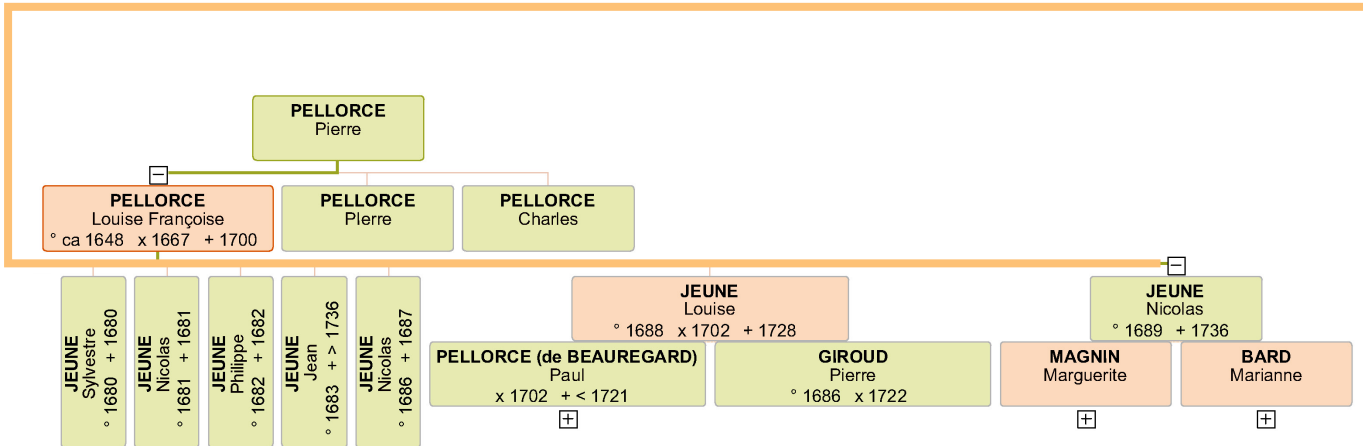 PELLORCE
Pierre
PELLORCE
Louise Françoise
° ca 1648 x 1667 + 1700
PELLORCE
PIerre
PELLORCE
Charles
JEUNE
Sylvestre
° 1680 + 1680
JEUNE
Nicolas
° 1681 + 1681
JEUNE
Philippe
° 1682 + 1682
JEUNE
Jean
° 1683 + > 1736
JEUNE
Nicolas
° 1686 + 1687
JEUNE
Louise
° 1688 x 1702 + 1728
PELLORCE (de BEAUREGARD)
Paul
x 1702 + < 1721
GIROUD
Pierre
° 1686 x 1722
JEUNE
Nicolas
° 1689 + 1736
MAGNIN
Marguerite
BARD
Marianne